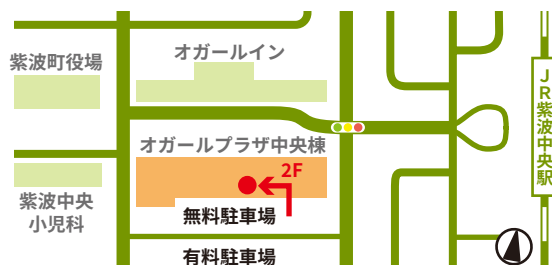 紫波町役場
オガールイン
オガールプラザ中央棟
2F
紫波中央
小児科
無料駐車場
有料駐車場
JR紫波中央駅